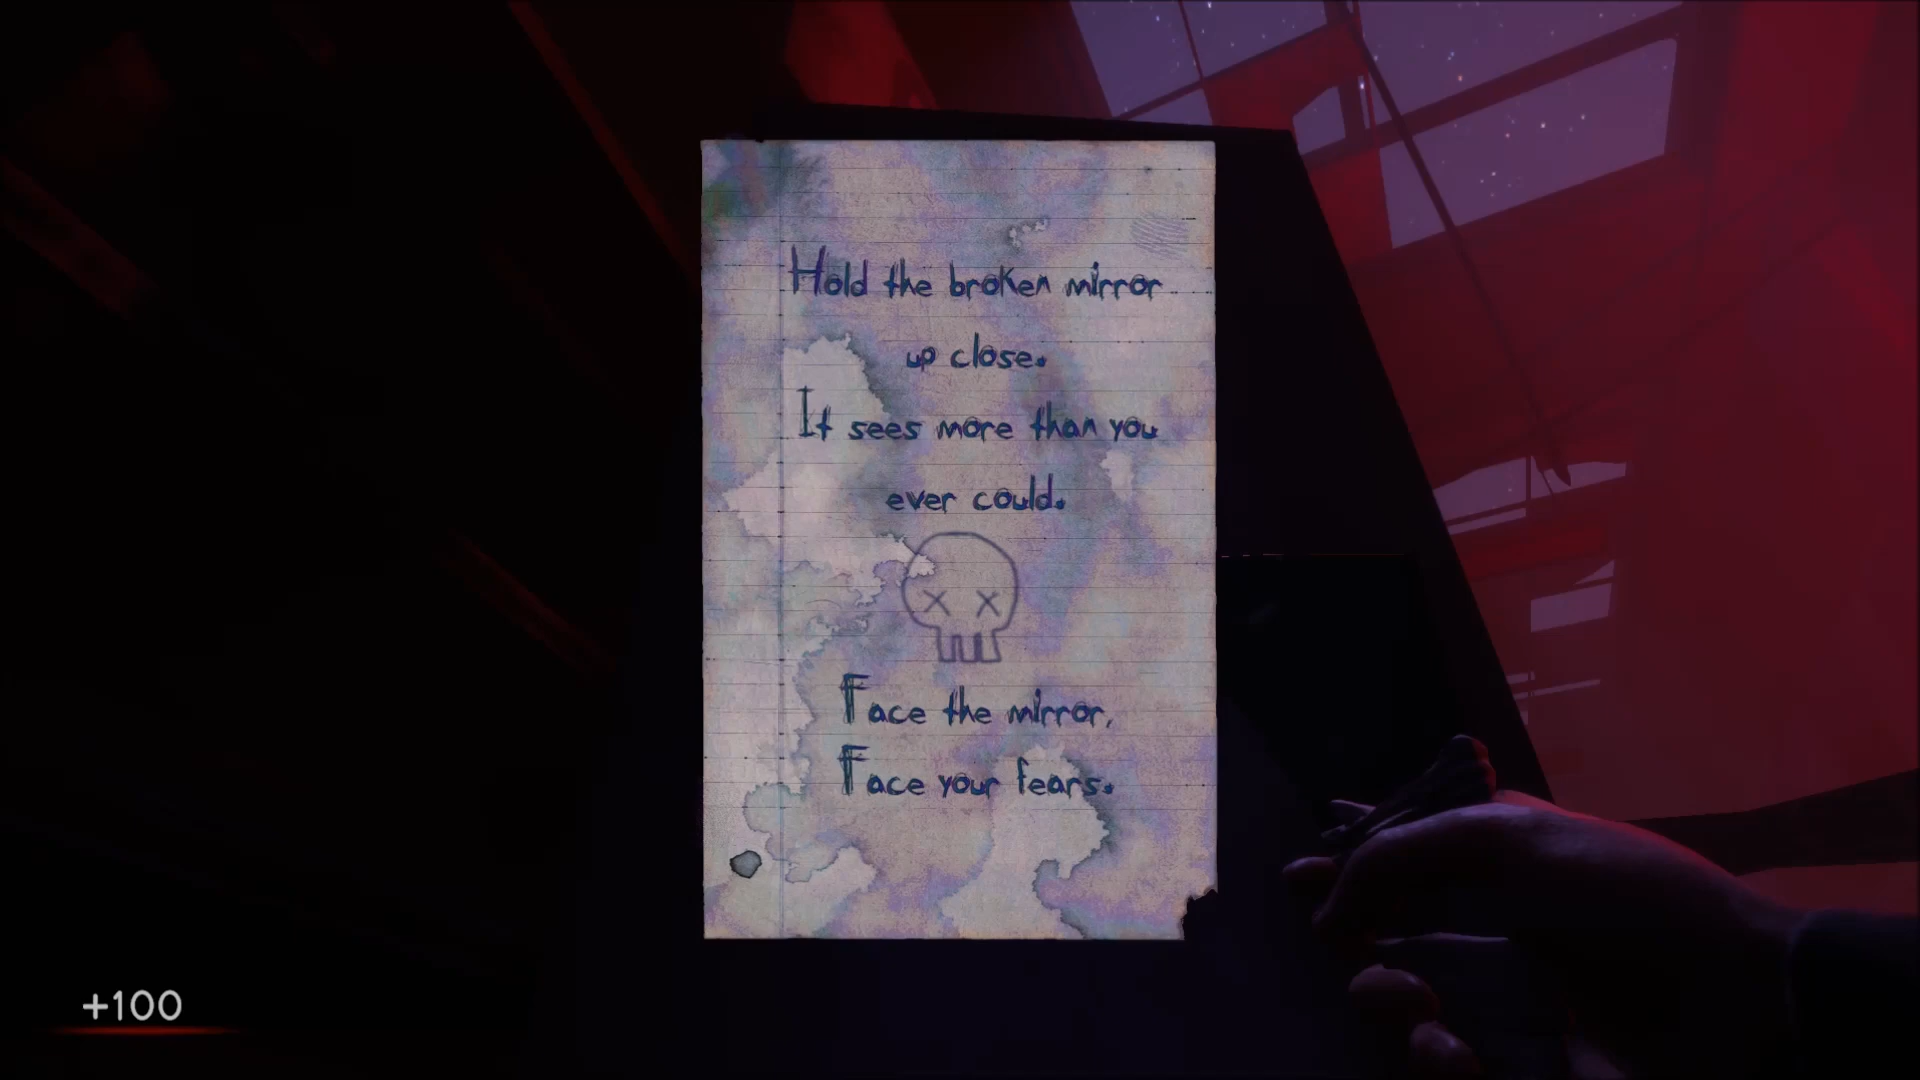 Hold the broken mirror
up close.
It sees more than you
ever could.
Face the mirror,
Face your fears.
+100